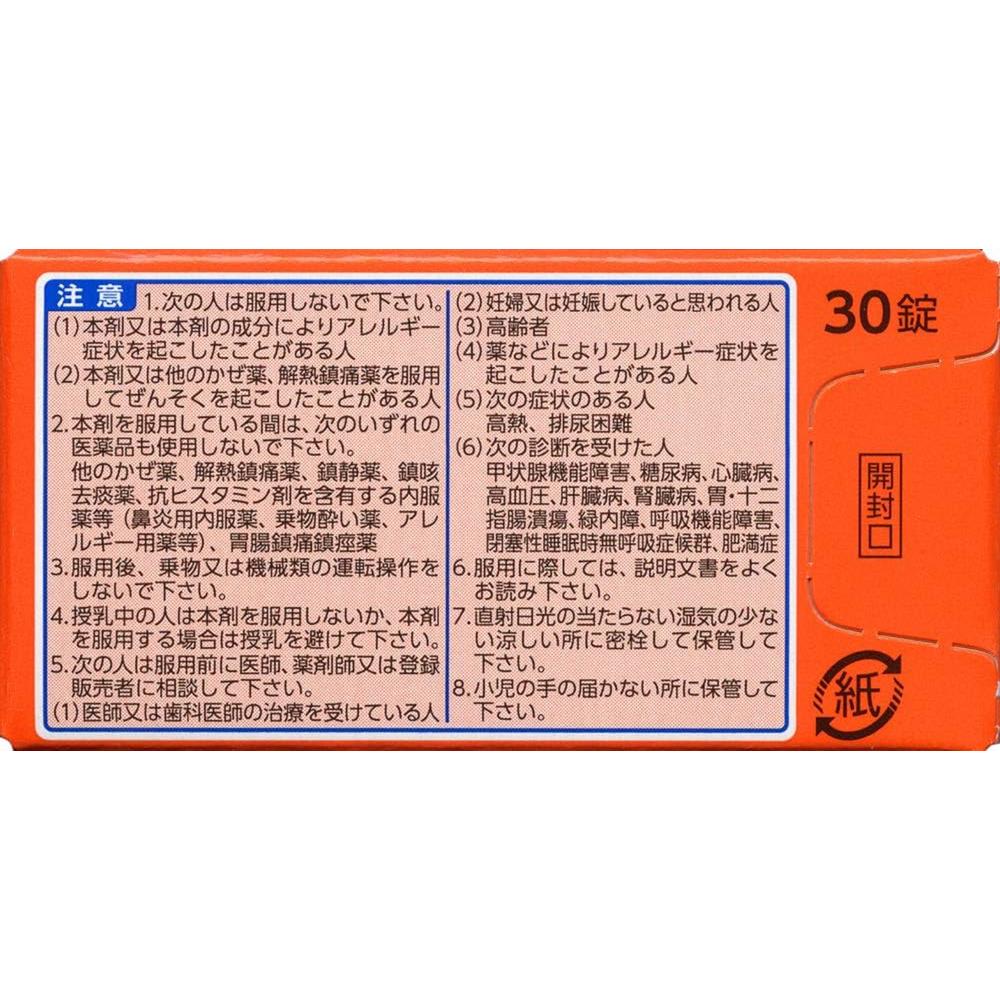 注意 1.次の人は服用しないで下さい。
(1)本剤又は本剤の成分によりアレルギー
症状を起こしたことがある人
(2)本剤又は他のかぜ薬、解熱鎮痛薬を服用
してぜんそくを起こしたことがある人
2.本剤を服用している間は、次のいずれの
医薬品も使用しないで下さい。
他のかぜ薬、解熱鎮痛薬、鎮静薬、鎮咳
去痰薬、抗ヒスタミン剤を含有する内服
薬等(鼻炎用内服薬、乗物酔い薬、アレ
ルギー用薬等)、胃腸鎮痛鎮痙薬
3.服用後、乗物又は機械類の運転操作を
しないで下さい。
4.授乳中の人は本剤を服用しないか、本剤
を服用する場合は授乳を避けて下さい。
5.次の人は服用前に医師、薬剤師又は登録
販売者に相談して下さい。
(1)医師又は歯科医師の治療を受けている人
(2)妊婦又は妊娠していると思われる人
(3)高齢者
(4)薬などによりアレルギー症状を
起こしたことがある人
(5)次の症状のある人
高熱、排尿困難
(6)次の診断を受けた人
甲状腺機能障害、糖尿病、心臓病、
高血圧、肝臓病、腎臓病、胃・十二
指腸潰瘍、緑内障、呼吸機能障害、
閉塞性睡眠時無呼吸症候群、肥満症
6.服用に際しては、説明文書をよく
お読み下さい。
7.直射日光の当たらない湿気の少な
い涼しい所に密栓して保管して
下さい。
8.小児の手の届かない所に保管して
下さい。
30錠
開封口
紙